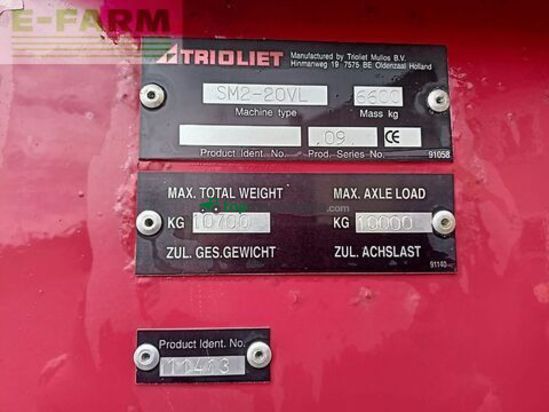 E-FARM
TRIOLIET
Manufactured by Trioliet Mullos B.V.
Hinmanweg 19 7575 BE Oldenzaal Holland
SM2-20VL 6600
Machine type Mass kg
.09. CE
Product Ident. No. Prod. Series No. 91058
MAX. TOTAL WEIGHT MAX. AXLE LOAD
KG 10700 KG 10000
ZUL. GES.GEWICHT ZUL. ACHSLAST
91140
Product Ident. No.
11413